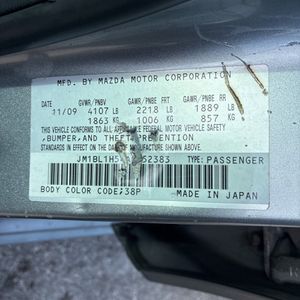 MFD. BY MAZDA MOTOR CORPORATION
GVWR/PNBV GAWR/PNBE FR GAWR/PNBE RR
11/09 4107 LB 2218 LB 1889 LB
1863 KG 1006 KG 857 KG
THIS VEHICLE CONFORMS TO ALL APPLICABLE FEDERAL MOTOR VEHICLE SAFETY
, BUMPER, AND THEFT PREVENTION
STANDARDS IN EFFECT ON THE DATE OF MANUFACTURE SHOWN ABOVE.
TYPE: PASSENGER
BODY COLOR CODE:38P MADE IN JAPAN